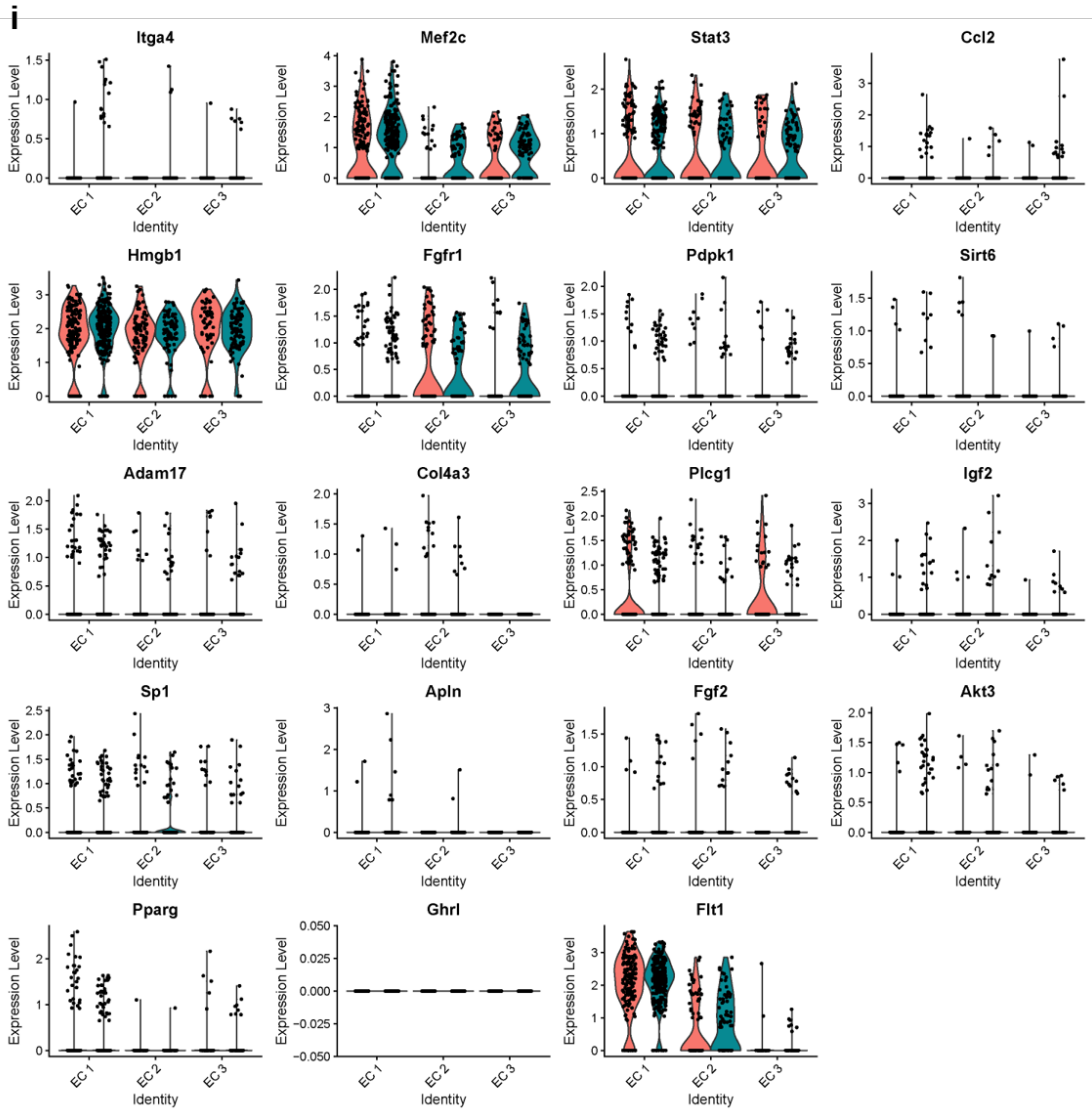 i
Itga4 Mef2c Stat3 Ccl2
Expression Level Expression Level Expression Level Expression Level
1.5 4 2 3
1.0 3 1 2
0.5 2 0 1
0.0 1 0
0
EC 1 EC 2 EC 3 EC 1 EC 2 EC 3 EC 1 EC 2 EC 3 EC 1 EC 2 EC 3
Identity Identity Identity Identity
Hmgb1 Fgfr1 Pdpk1 Sirt6
Expression Level Expression Level Expression Level Expression Level
3 2.0 2.0 1.5
2 1.5 1.5 1.0
1 1.0 1.0 0.5
0 0.5 0.5 0.0
0.0 0.0
EC 1 EC 2 EC 3 EC 1 EC 2 EC 3 EC 1 EC 2 EC 3 EC 1 EC 2 EC 3
Identity Identity Identity Identity
Adam17 Col4a3 Plcg1 Igf2
Expression Level Expression Level Expression Level Expression Level
2.0 2.0 2.5 3
1.5 1.5 2.0 2
1.0 1.0 1.5 1
0.5 0.5 1.0 0
0.0 0.0 0.5
0.0
EC 1 EC 2 EC 3 EC 1 EC 2 EC 3 EC 1 EC 2 EC 3 EC 1 EC 2 EC 3
Identity Identity Identity Identity
Sp1 Apln Fgf2 Akt3
Expression Level Expression Level Expression Level Expression Level
2.5 3 1.5 2.0
2.0 2 1.0 1.5
1.5 1 0.5 1.0
1.0 0 0.0 0.5
0.5 0.0
0.0
EC 1 EC 2 EC 3 EC 1 EC 2 EC 3 EC 1 EC 2 EC 3 EC 1 EC 2 EC 3
Identity Identity Identity Identity
Pparg Ghrl Flt1
Expression Level Expression Level Expression Level
2 0.050 3
1 0.025 2
0 0.000 1
−0.025 0
−0.050
EC 1 EC 2 EC 3 EC 1 EC 2 EC 3 EC 1 EC 2 EC 3
Identity Identity Identity